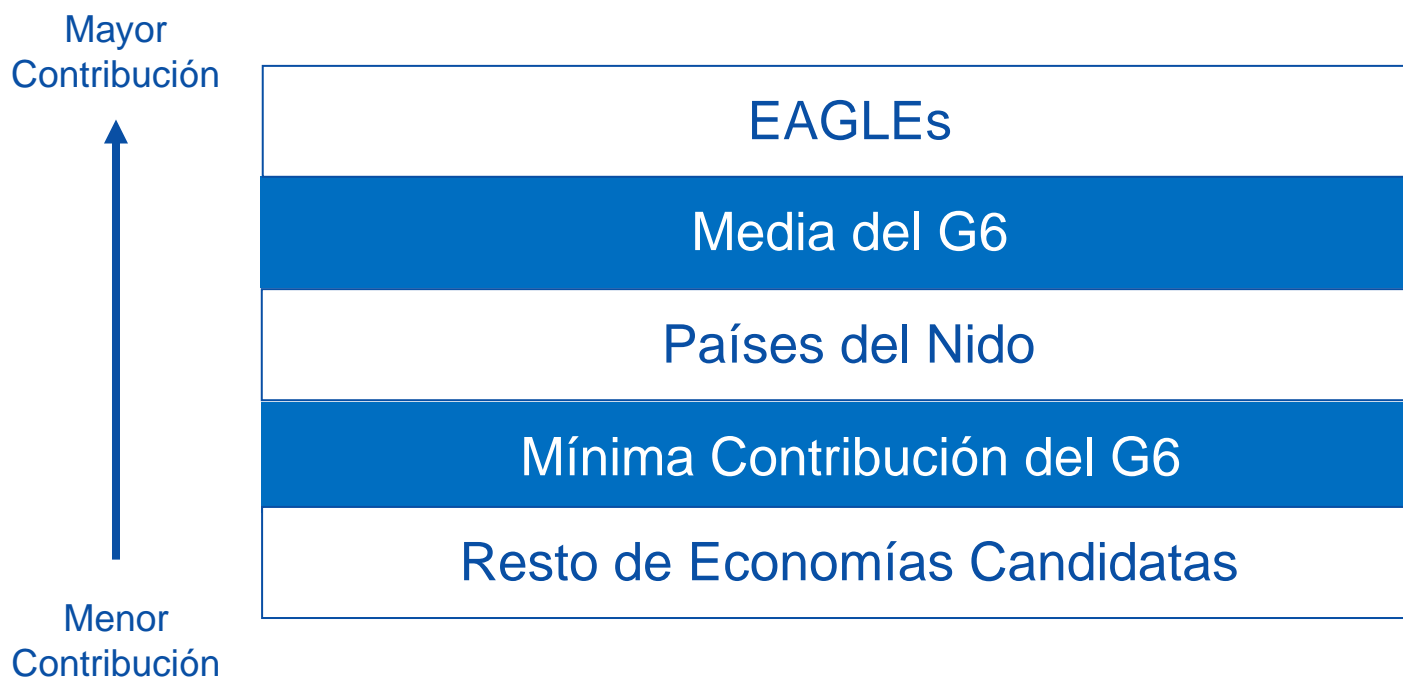 Mayor
Contribución
EAGLEs
Media del G6
Países del Nido
Mínima Contribución del G6
Resto de Economías Candidatas
Menor
Contribución